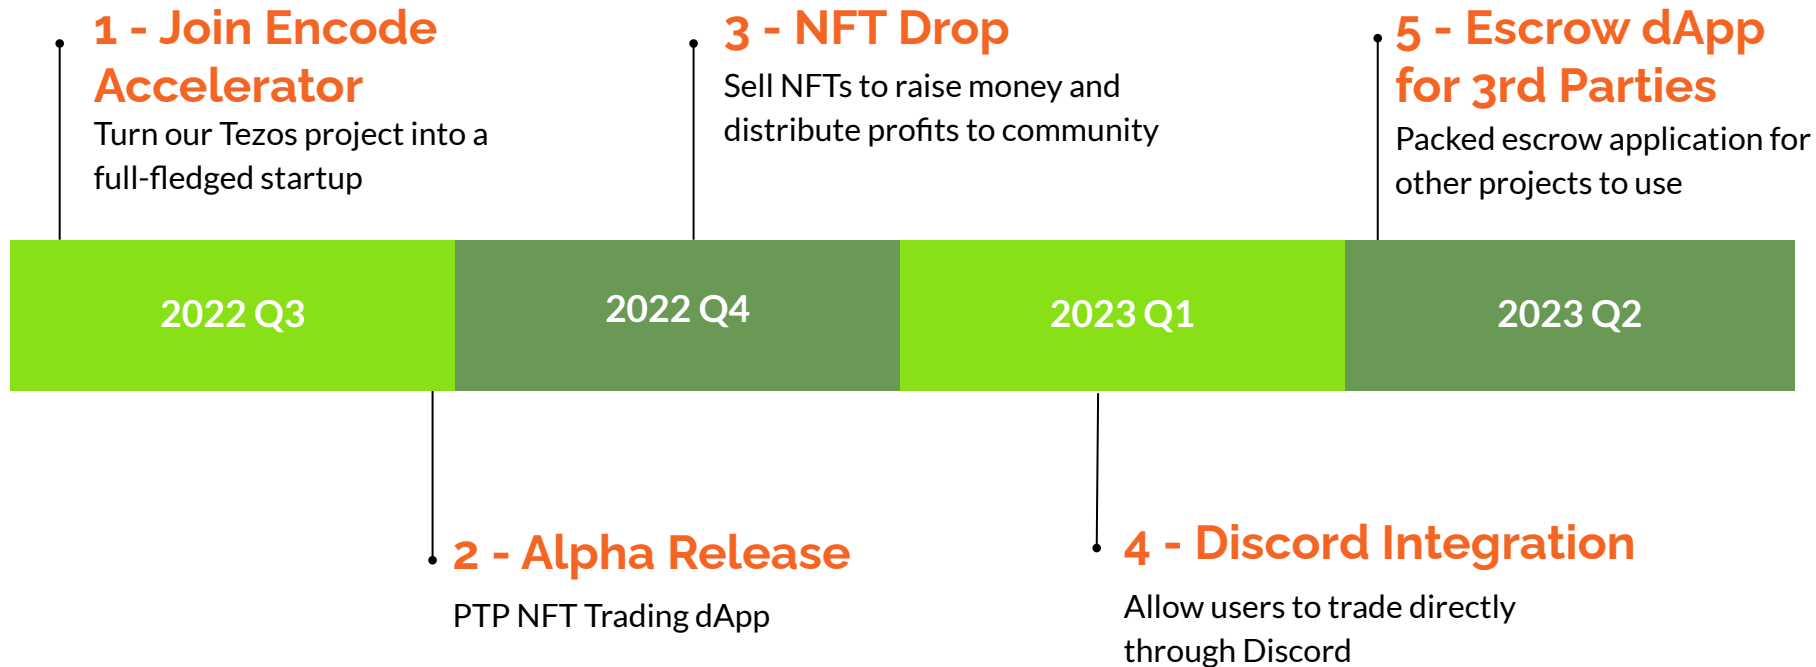 1 - Join Encode
Accelerator
Turn our Tezos project into a
full-fledged startup
3 - NFT Drop
Sell NFTs to raise money and
distribute profits to community
5 - Escrow dApp
for 3rd Parties
Packed escrow application for
other projects to use
2022 Q3
2022 Q4
2023 Q1
2023 Q2
2 - Alpha Release
PTP NFT Trading dApp
4 - Discord Integration
Allow users to trade directly
through Discord